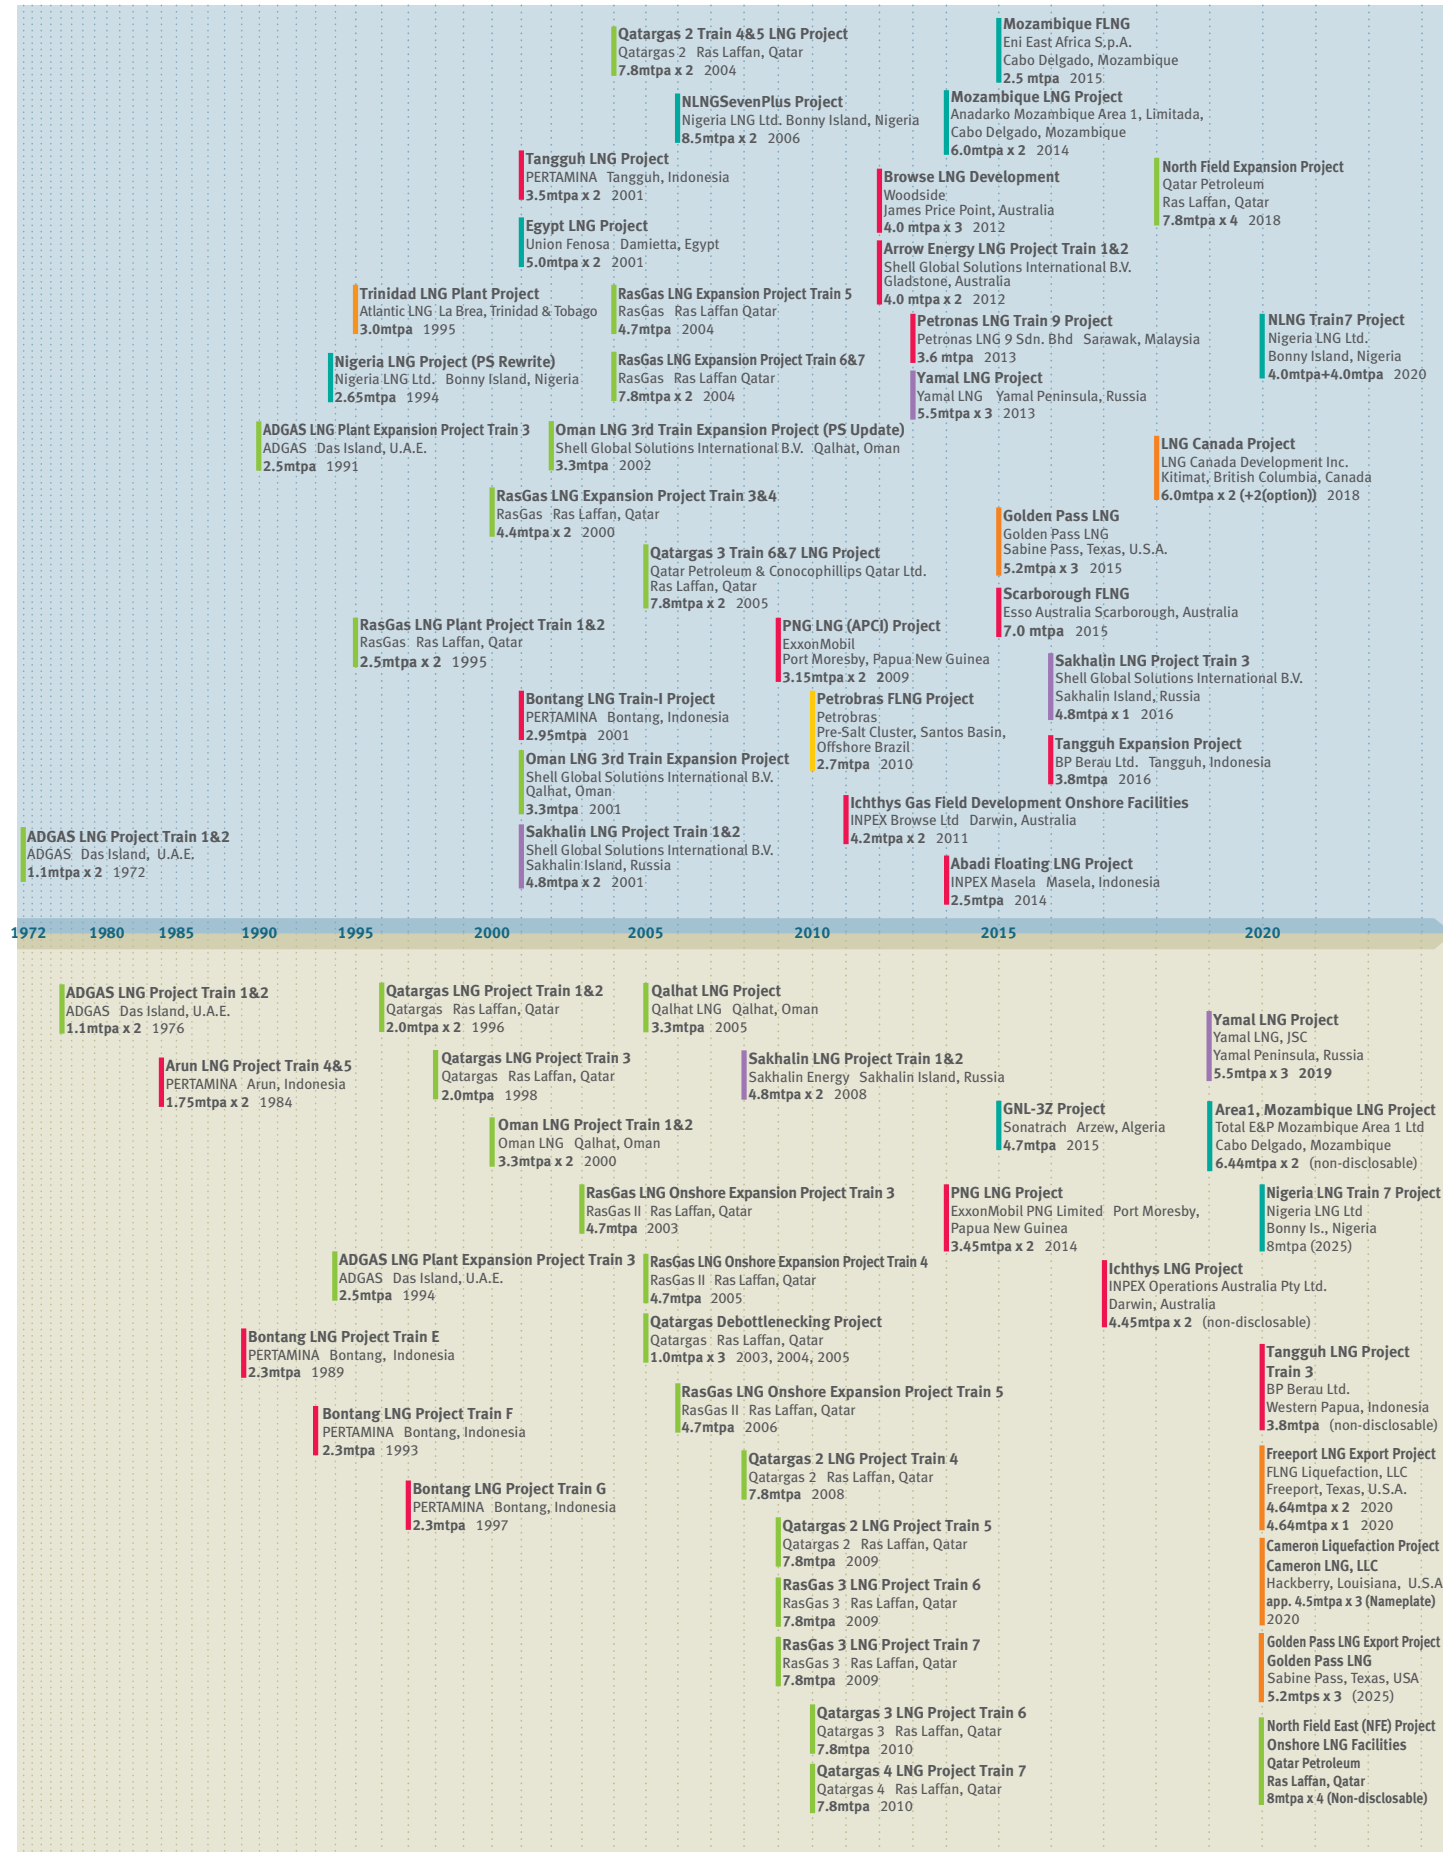 Qatargas 2 Train 4&5 LNG Project
Qatargas 2 Ras Laffan, Qatar
7.8mtpa x 2 2004
Mozambique FLNG
Eni East Africa S.p.A.
Cabo Delgado, Mozambique
2.5 mtpa 2015
NLNGSevenPlus Project
Nigeria LNG Ltd. Bonny Island, Nigeria
8.5mtpa x 2 2006
Mozambique LNG Project
Anadarko Mozambique Area 1, Limitada,
Cabo Delgado, Mozambique
6.0mtpa x 2 2014
Tangguh LNG Project
PERTAMINA Tangguh, Indonesia
3.5mtpa x 2 2001
Browse LNG Development
Woodside
James Price Point, Australia
4.0 mtpa x 3 2012
North Field Expansion Project
Qatar Petroleum
Ras Laffan, Qatar
7.8mtpa x 4 2018
Egypt LNG Project
Union Fenosa Damietta, Egypt
5.0mtpa x 2 2001
Arrow Energy LNG Project Train 1&2
Shell Global Solutions International B.V.
Gladstone, Australia
4.0 mtpa x 2 2012
Trinidad LNG Plant Project
Atlantic LNG La Brea, Trinidad & Tobago
3.0mtpa 1995
RasGas LNG Expansion Project Train 5
RasGas Ras Laffan Qatar
4.7mtpa 2004
Petronas LNG Train 9 Project
Petronas LNG 9 Sdn. Bhd Sarawak, Malaysia
3.6 mtpa 2013
NLNG Train7 Project
Nigeria LNG Ltd.
Bonny Island, Nigeria
4.0mtpa+4.0mtpa 2020
Nigeria LNG Project (PS Rewrite)
Nigeria LNG Ltd. Bonny Island, Nigeria
2.65mtpa 1994
RasGas LNG Expansion Project Train 6&7
RasGas Ras Laffan Qatar
7.8mtpa x 2 2004
Yamal LNG Project
Yamal LNG Yamal Peninsula, Russia
5.5mtpa x 3 2013
ADGAS LNG Plant Expansion Project Train 3
ADGAS Das Island, U.A.E.
2.5mtpa 1991
Oman LNG 3rd Train Expansion Project (PS Update)
Shell Global Solutions International B.V. Qalhat, Oman
3.3mtpa 2002
LNG Canada Project
LNG Canada Development Inc.
Kitimat, British Columbia, Canada
6.0mtpa x 2 (+2(option)) 2018
RasGas LNG Expansion Project Train 3&4
RasGas Ras Laffan, Qatar
4.4mtpa x 2 2000
Golden Pass LNG
Golden Pass LNG
Sabine Pass, Texas, U.S.A.
5.2mtpa x 3 2015
Qatargas 3 Train 6&7 LNG Project
Qatar Petroleum & Conocophillips Qatar Ltd.
Ras Laffan, Qatar
7.8mtpa x 2 2005
Scarborough FLNG
Esso Australia Scarborough, Australia
7.0 mtpa 2015
RasGas LNG Plant Project Train 1&2
RasGas Ras Laffan, Qatar
2.5mtpa x 2 1995
PNG LNG (APCI) Project
ExxonMobil
Port Moresby, Papua New Guinea
3.15mtpa x 2 2009
Sakhalin LNG Project Train 3
Shell Global Solutions International B.V.
Sakhalin Island, Russia
4.8mtpa x 1 2016
Bontang LNG Train-I Project
PERTAMINA Bontang, Indonesia
2.95mtpa 2001
Petrobras FLNG Project
Petrobras
Pre-Salt Cluster, Santos Basin,
Offshore Brazil
2.7mtpa 2010
Tangguh Expansion Project
BP Berau Ltd. Tangguh, Indonesia
3.8mtpa 2016
Oman LNG 3rd Train Expansion Project
Shell Global Solutions International B.V.
Qalhat, Oman
3.3mtpa 2001
Ichthys Gas Field Development Onshore Facilities
INPEX Browse Ltd Darwin, Australia
4.2mtpa x 2 2011
ADGAS LNG Project Train 1&2
ADGAS Das Island, U.A.E.
1.1mtpa x 2 1972
Sakhalin LNG Project Train 1&2
Shell Global Solutions International B.V.
Sakhalin Island, Russia
4.8mtpa x 2 2001
Abadi Floating LNG Project
INPEX Masela Masela, Indonesia
2.5mtpa 2014
1972 1980 1985 1990 1995 2000 2005 2010 2015 2020
ADGAS LNG Project Train 1&2
ADGAS Das Island, U.A.E.
1.1mtpa x 2 1976
Qatargas LNG Project Train 1&2
Qatargas Ras Laffan, Qatar
2.0mtpa x 2 1996
Qalhat LNG Project
Qalhat LNG Qalhat, Oman
3.3mtpa 2005
Yamal LNG Project
Yamal LNG, JSC
Yamal Peninsula, Russia
5.5mtpa x 3 2019
Arun LNG Project Train 4&5
PERTAMINA Arun, Indonesia
1.75mtpa x 2 1984
Qatargas LNG Project Train 3
Qatargas Ras Laffan, Qatar
2.0mtpa 1998
Sakhalin LNG Project Train 1&2
Sakhalin Energy Sakhalin Island, Russia
4.8mtpa x 2 2008
GNL-3Z Project
Sonatrach Arzew, Algeria
4.7mtpa 2015
Area1, Mozambique LNG Project
Total E&P Mozambique Area 1 Ltd
Cabo Delgado, Mozambique
6.44mtpa x 2 (non-disclosable)
Oman LNG Project Train 1&2
Oman LNG Qalhat, Oman
3.3mtpa x 2 2000
RasGas LNG Onshore Expansion Project Train 3
RasGas II Ras Laffan, Qatar
4.7mtpa 2003
PNG LNG Project
ExxonMobil PNG Limited Port Moresby,
Papua New Guinea
3.45mtpa x 2 2014
Nigeria LNG Train 7 Project
Nigeria LNG Ltd
Bonny Is., Nigeria
8mtpa (2025)
ADGAS LNG Plant Expansion Project Train 3
ADGAS Das Island, U.A.E.
2.5mtpa 1994
RasGas LNG Onshore Expansion Project Train 4
RasGas II Ras Laffan, Qatar
4.7mtpa 2005
Ichthys LNG Project
INPEX Operations Australia Pty Ltd.
Darwin, Australia
4.45mtpa x 2 (non-disclosable)
Qatargas Debottlenecking Project
Qatargas Ras Laffan, Qatar
1.0mtpa x 3 2003, 2004, 2005
Bontang LNG Project Train E
PERTAMINA Bontang, Indonesia
2.3mtpa 1989
Tangguh LNG Project
Train 3
BP Berau Ltd.
Western Papua, Indonesia
3.8mtpa (non-disclosable)
RasGas LNG Onshore Expansion Project Train 5
RasGas II Ras Laffan, Qatar
4.7mtpa 2006
Bontang LNG Project Train F
PERTAMINA Bontang, Indonesia
2.3mtpa 1993
Qatargas 2 LNG Project Train 4
Qatargas 2 Ras Laffan, Qatar
7.8mtpa 2008
Freeport LNG Export Project
FLNG Liquefaction, LLC
Freeport, Texas, U.S.A.
4.64mtpa x 2 2020
4.64mtpa x 1 2020
Bontang LNG Project Train G
PERTAMINA Bontang, Indonesia
2.3mtpa 1997
Qatargas 2 LNG Project Train 5
Qatargas 2 Ras Laffan, Qatar
7.8mtpa 2009
Cameron Liquefaction Project
Cameron LNG, LLC
Hackberry, Louisiana, U.S.A
app. 4.5mtpa x 3 (Nameplate)
2020
RasGas 3 LNG Project Train 6
RasGas 3 Ras Laffan, Qatar
7.8mtpa 2009
RasGas 3 LNG Project Train 7
RasGas 3 Ras Laffan, Qatar
7.8mtpa 2009
Golden Pass LNG Export Project
Golden Pass LNG
Sabine Pass, Texas, USA
5.2mtps x 3 (2025)
Qatargas 3 LNG Project Train 6
Qatargas 3 Ras Laffan, Qatar
7.8mtpa 2010
North Field East (NFE) Project
Onshore LNG Facilities
Qatar Petroleum
Ras Laffan, Qatar
8mtpa x 4 (Non-disclosable)
Qatargas 4 LNG Project Train 7
Qatargas 4 Ras Laffan, Qatar
7.8mtpa 2010